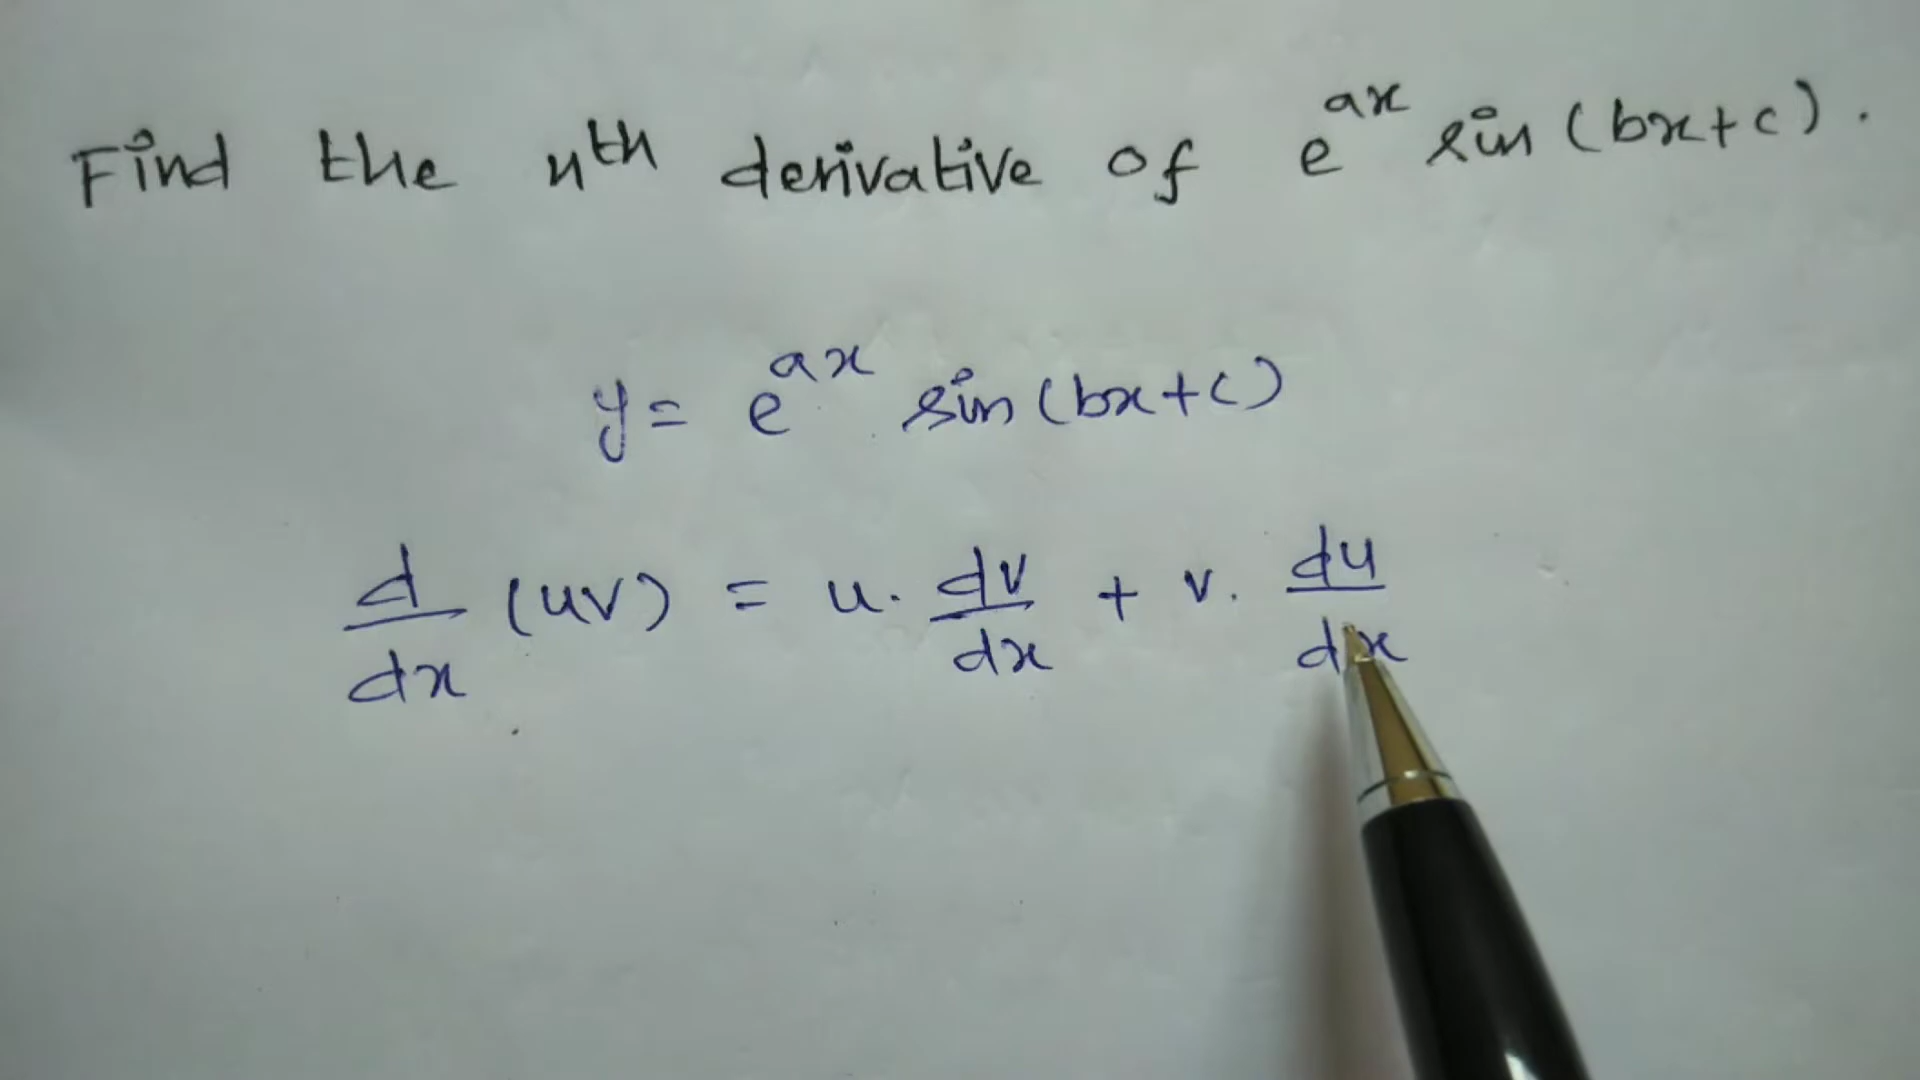 Find the nth derivative of e^ax sin (bx+c).
y = e^ax sin (bx+c)
d/dx (uv) = u. dv/dx + v. du/dx